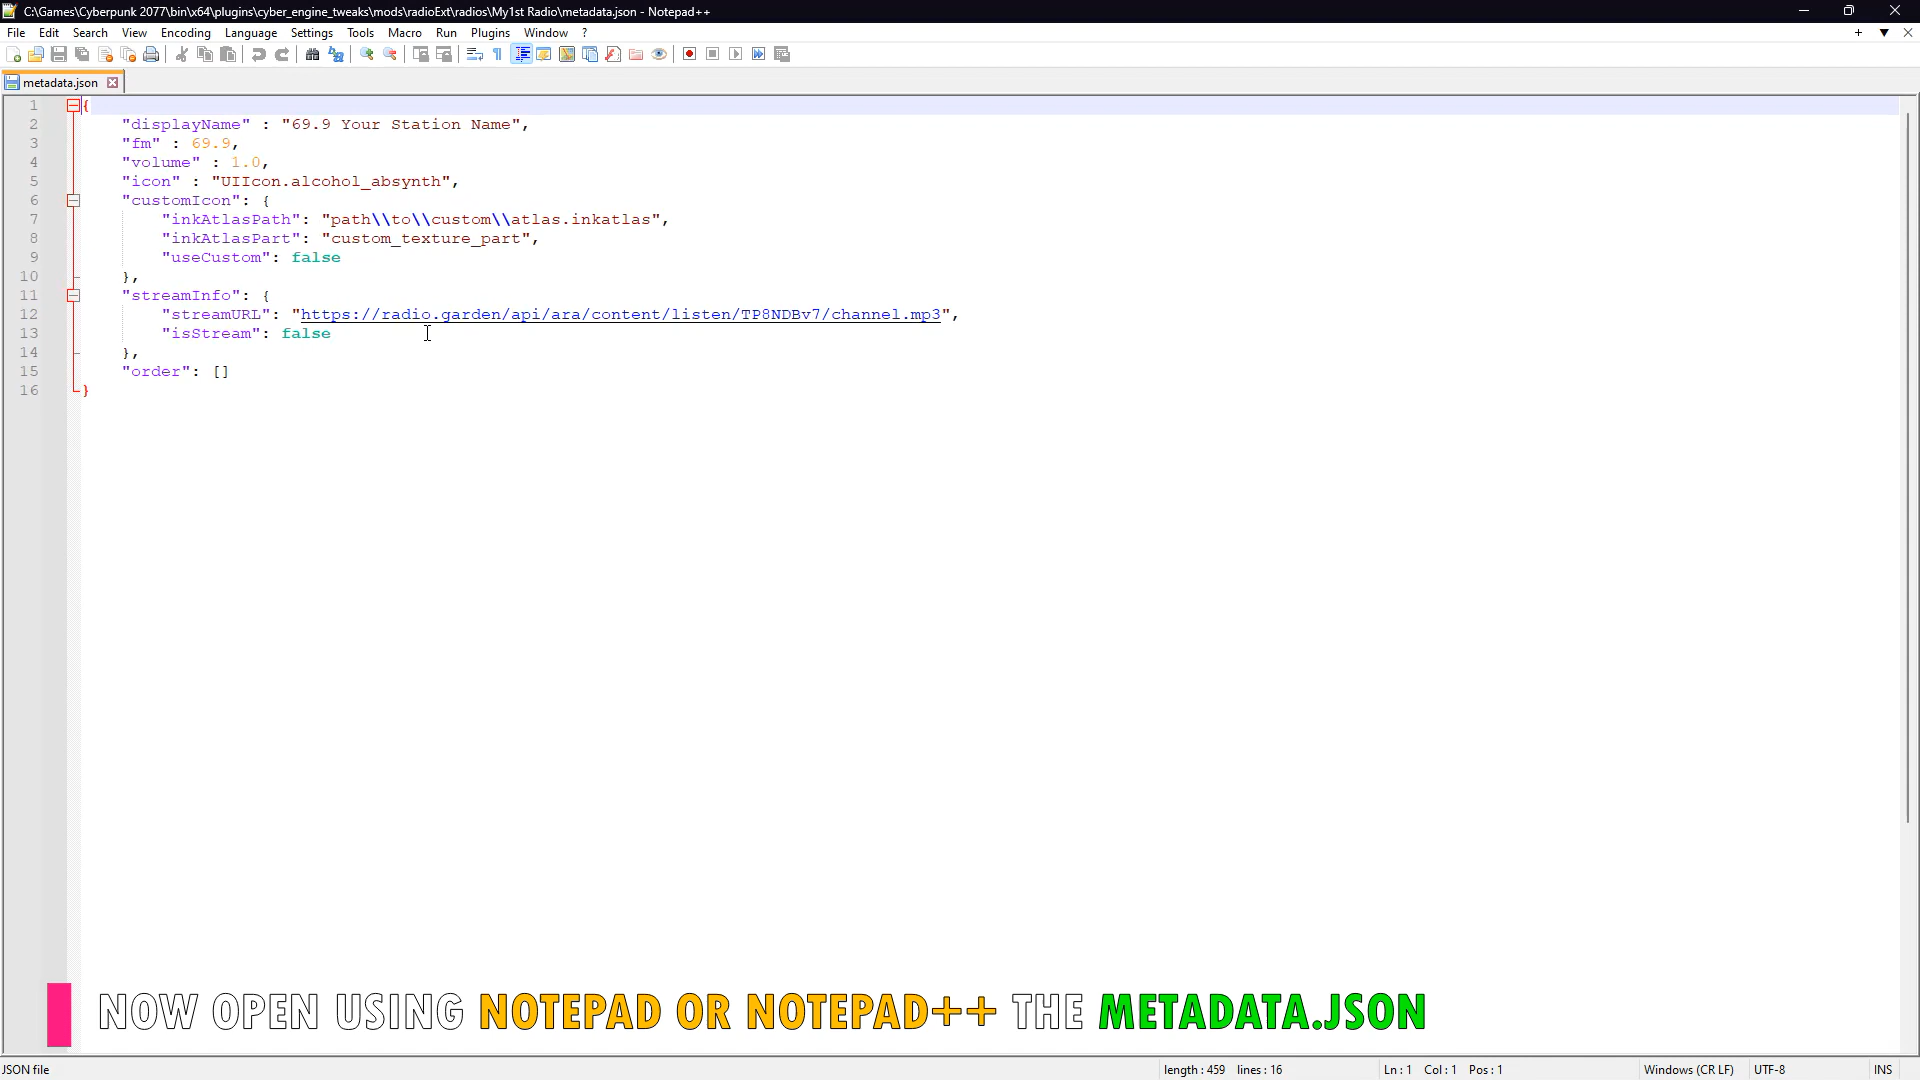 C:\Games\Cyberpunk 2077\bin\x64\plugins\cyber_engine_tweaks\mods\radioExt\radios\My1st Radio\metadata.json - Notepad++
File Edit Search View Encoding Language Settings Tools Macro Run Plugins Window ?
metadata.json
1 {
2 "displayName" : "69.9 Your Station Name",
3 "fm" : 69.9,
4 "volume" : 1.0,
5 "icon" : "UIIcon.alcohol_absynth",
6 "customIcon": {
7 "inkAtlasPath": "path\\to\\custom\\atlas.inkatlas",
8 "inkAtlasPart": "custom_texture_part",
9 "useCustom": false
10 },
11 "streamInfo": {
12 "streamURL": "https://radio.garden/api/ara/content/listen/TP8NDBv7/channel.mp3",
13 "isStream": false
14 },
15 "order": []
16 }
NOW OPEN USING NOTEPAD OR NOTEPAD++ THE METADATA.JSON
JSON file length : 459 lines : 16 Ln : 1 Col : 1 Pos : 1 Windows (CR LF) UTF-8 INS